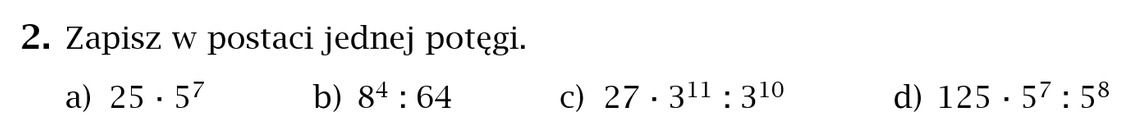 2. Zapisz w postaci jednej potęgi.
a) 25 · 5⁷ b) 8⁴ : 64 c) 27 · 3¹¹ : 3¹⁰ d) 125 · 5⁷ : 5⁸